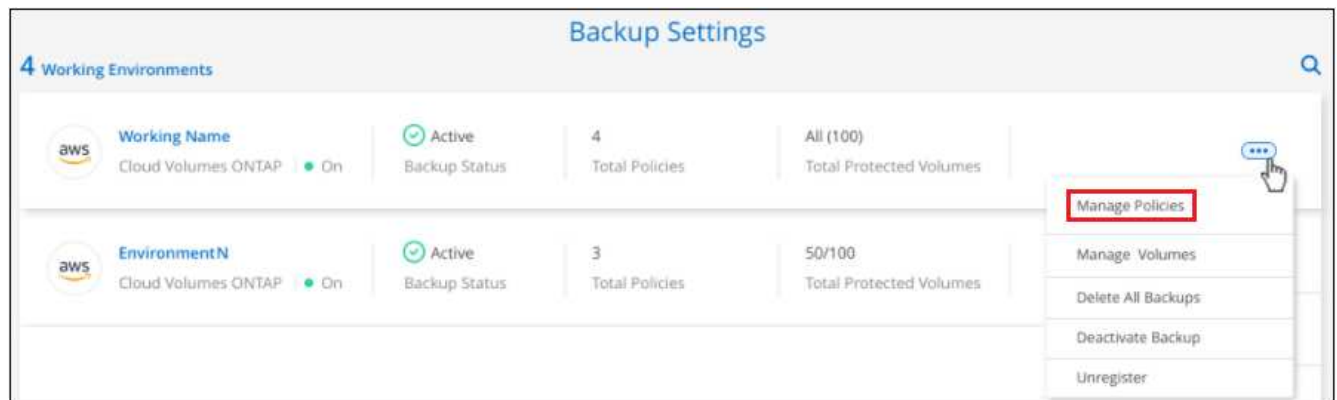 Backup Settings
4 Working Environments
aws
Working Name
Cloud Volumes ONTAP
On
Active
Backup Status
4
Total Policies
All (100)
Total Protected Volumes
Manage Policies
Manage Volumes
Delete All Backups
Deactivate Backup
Unregister
aws
EnvironmentN
Cloud Volumes ONTAP
On
Active
Backup Status
3
Total Policies
50/100
Total Protected Volumes